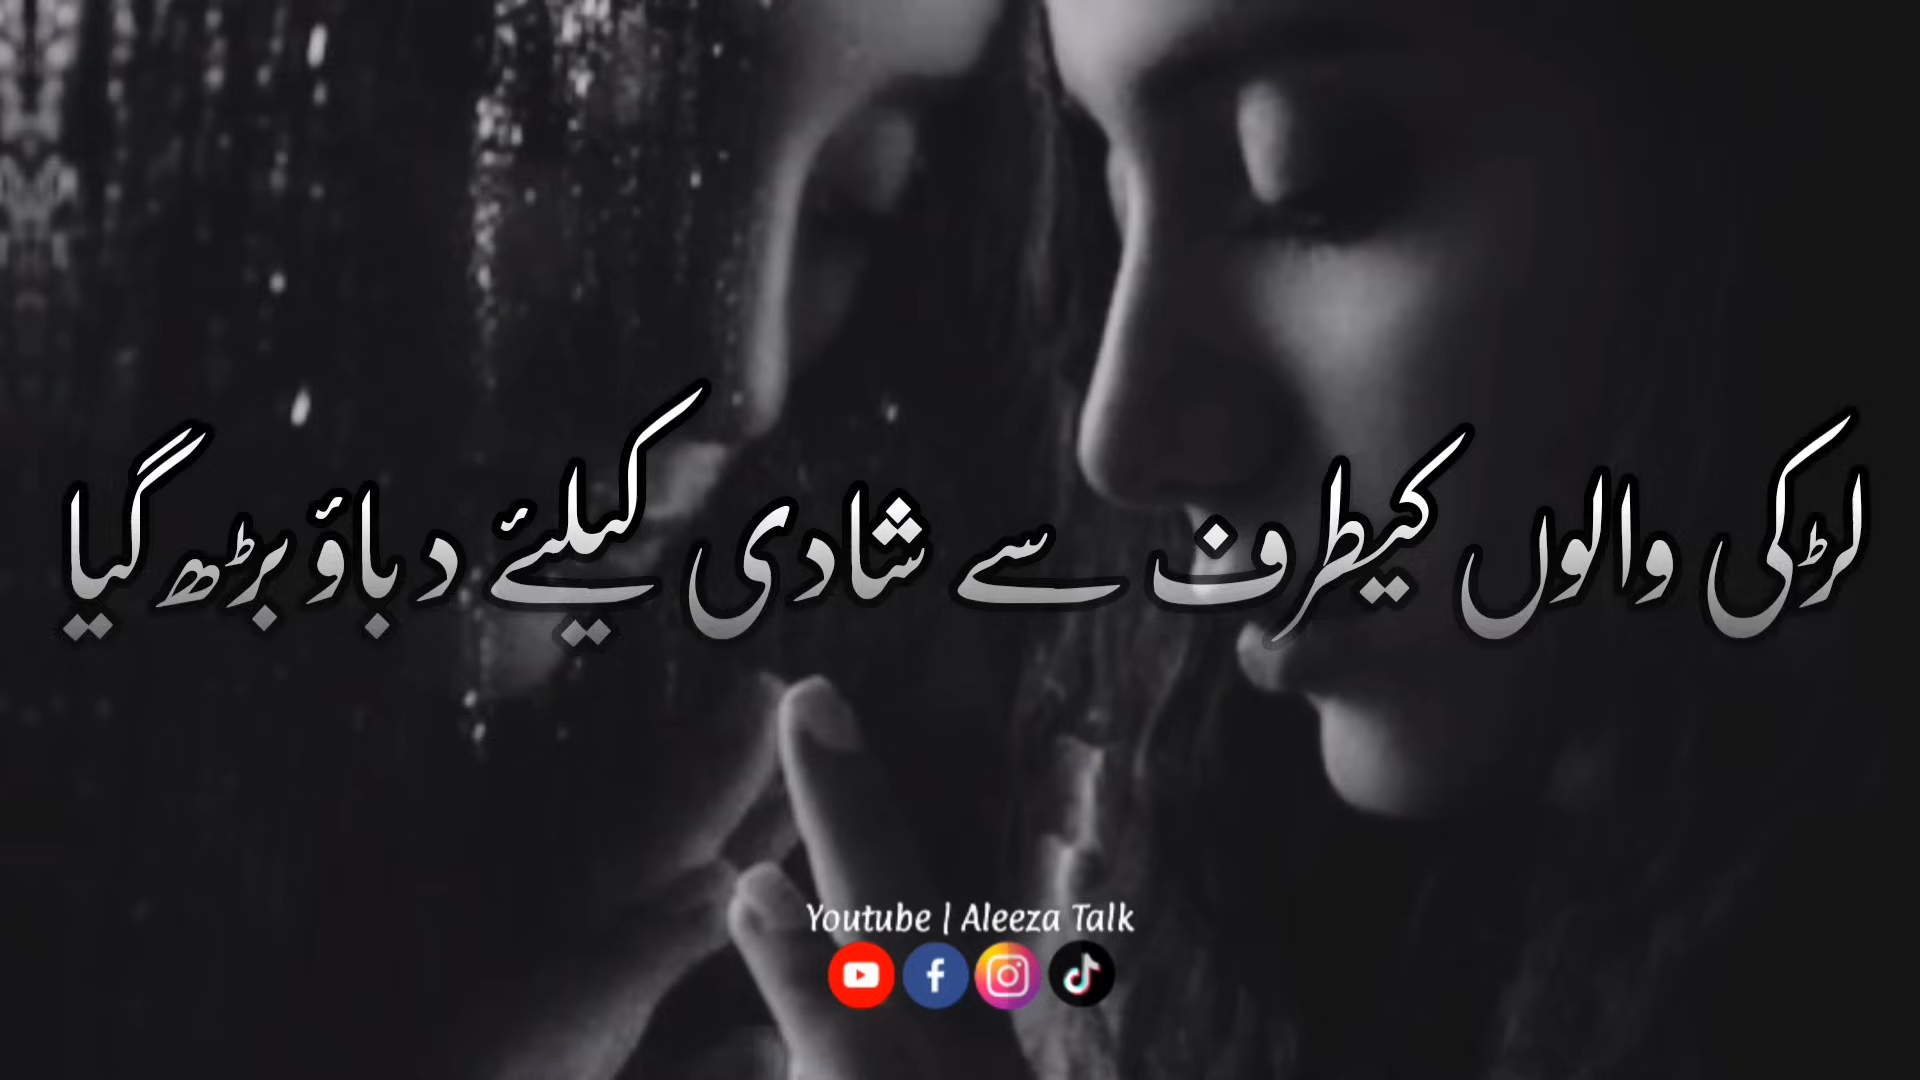 لڑکی والوں کیطرف سے شادی کیلئے دباؤ بڑھ گیا
Youtube | Aleeza Talk